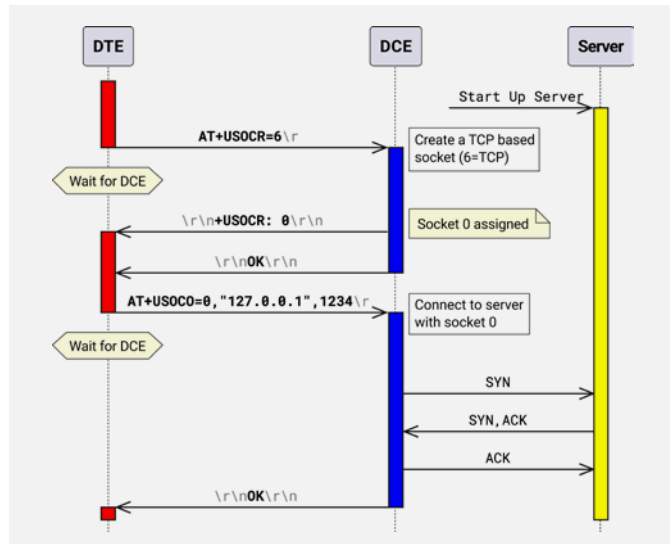 DTE
DCE
Server
Start Up Server
AT+USOCR=6\r
Create a TCP based
socket (6=TCP)
Wait for DCE
\r\n+USOCR: 0\r\n
Socket 0 assigned
\r\nOK\r\n
AT+USOCO=0,"127.0.0.1",1234\r
Connect to server
with socket 0
Wait for DCE
SYN
SYN,ACK
ACK
\r\nOK\r\n